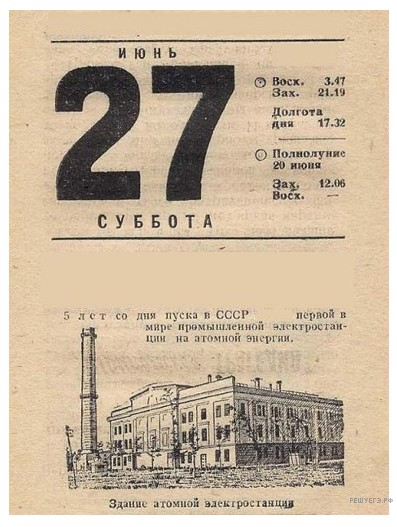 ИЮНЬ
27
СУББОТА
Восх. 3.47
Зах. 21.19
Долгота
дня 17.32
Полнолуние
20 июня
Зах. 12.06
Восх. —
5 лет со дня пуска в СССР первой в
мире промышленной электростан-
ции на атомной энергии.
Здание атомной электростанции
РЕШУЕГЭ.РФ